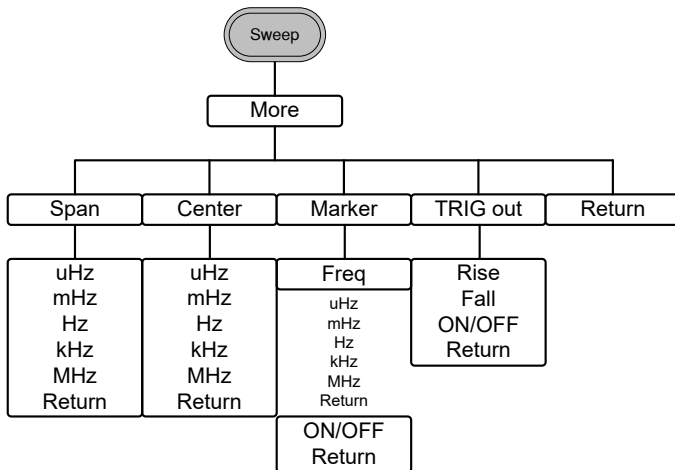 Sweep
More
Span
Center
Marker
TRIG out
Return
uHz
mHz
Hz
kHz
MHz
Return
uHz
mHz
Hz
kHz
MHz
Return
Freq
uHz
mHz
Hz
kHz
MHz
Return
ON/OFF
Return
Rise
Fall
ON/OFF
Return